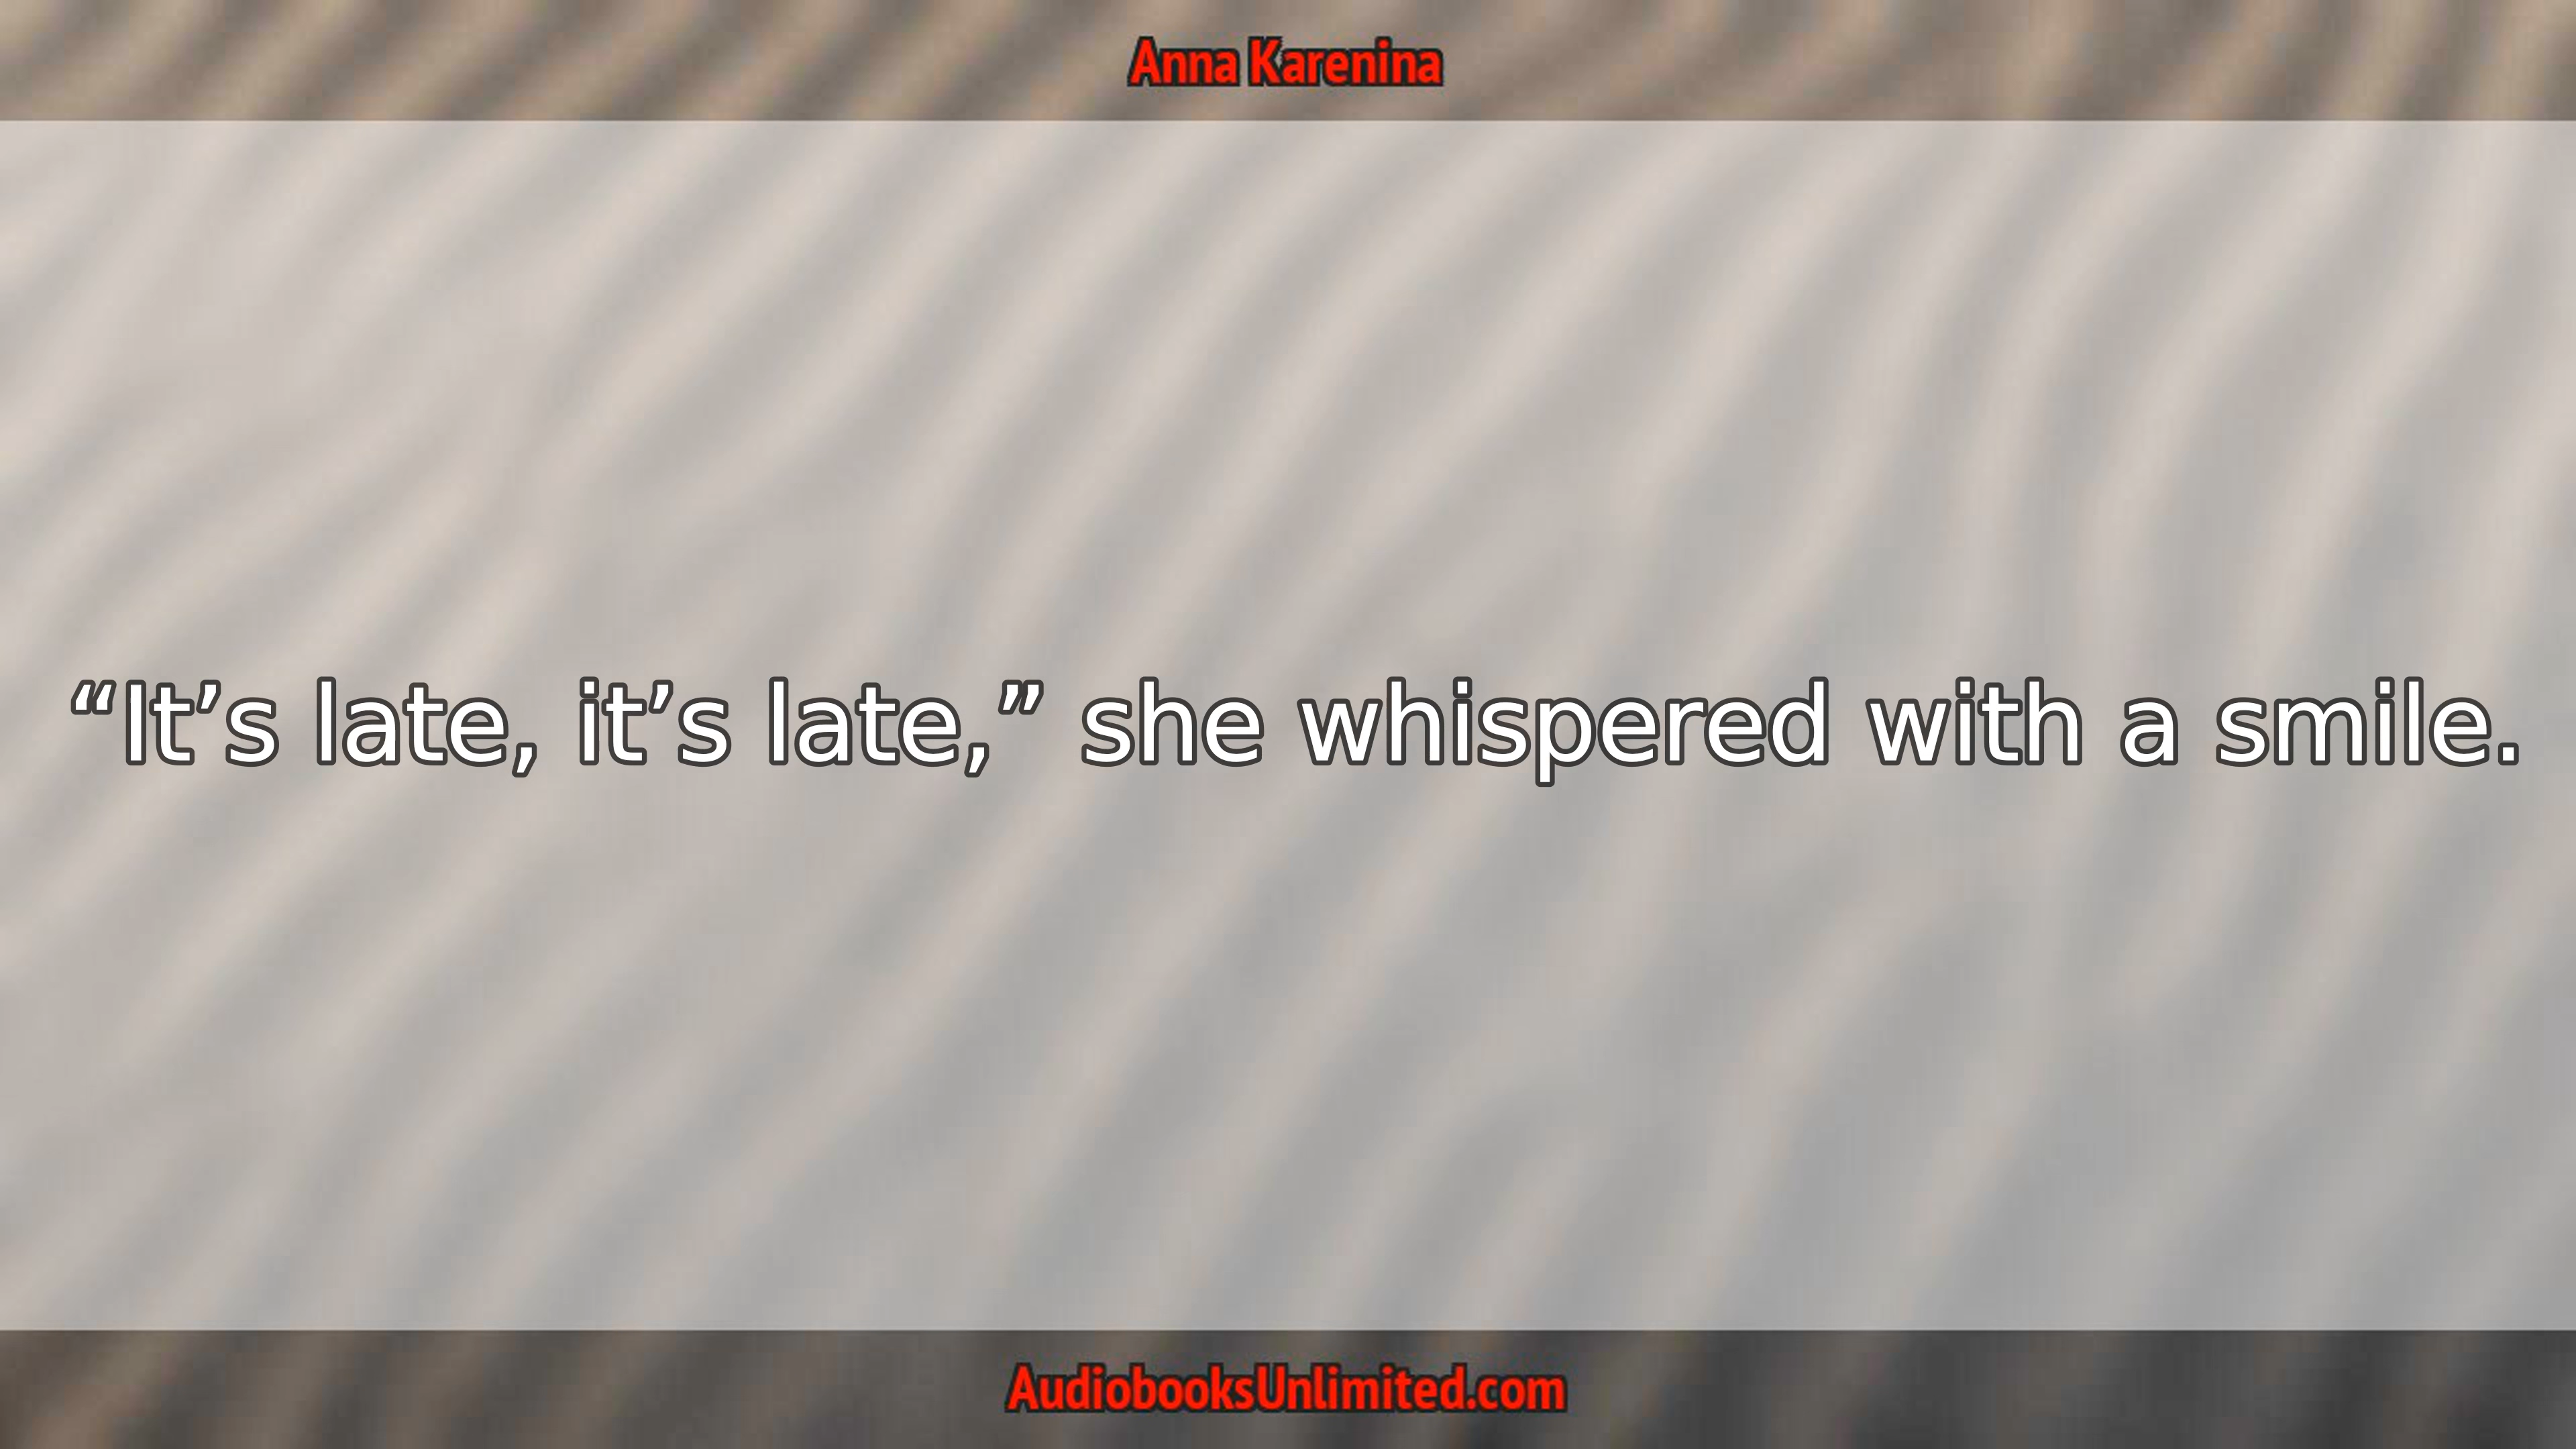 Anna Karenina
“It’s late, it’s late,” she whispered with a smile.
AudiobooksUnlimited.com